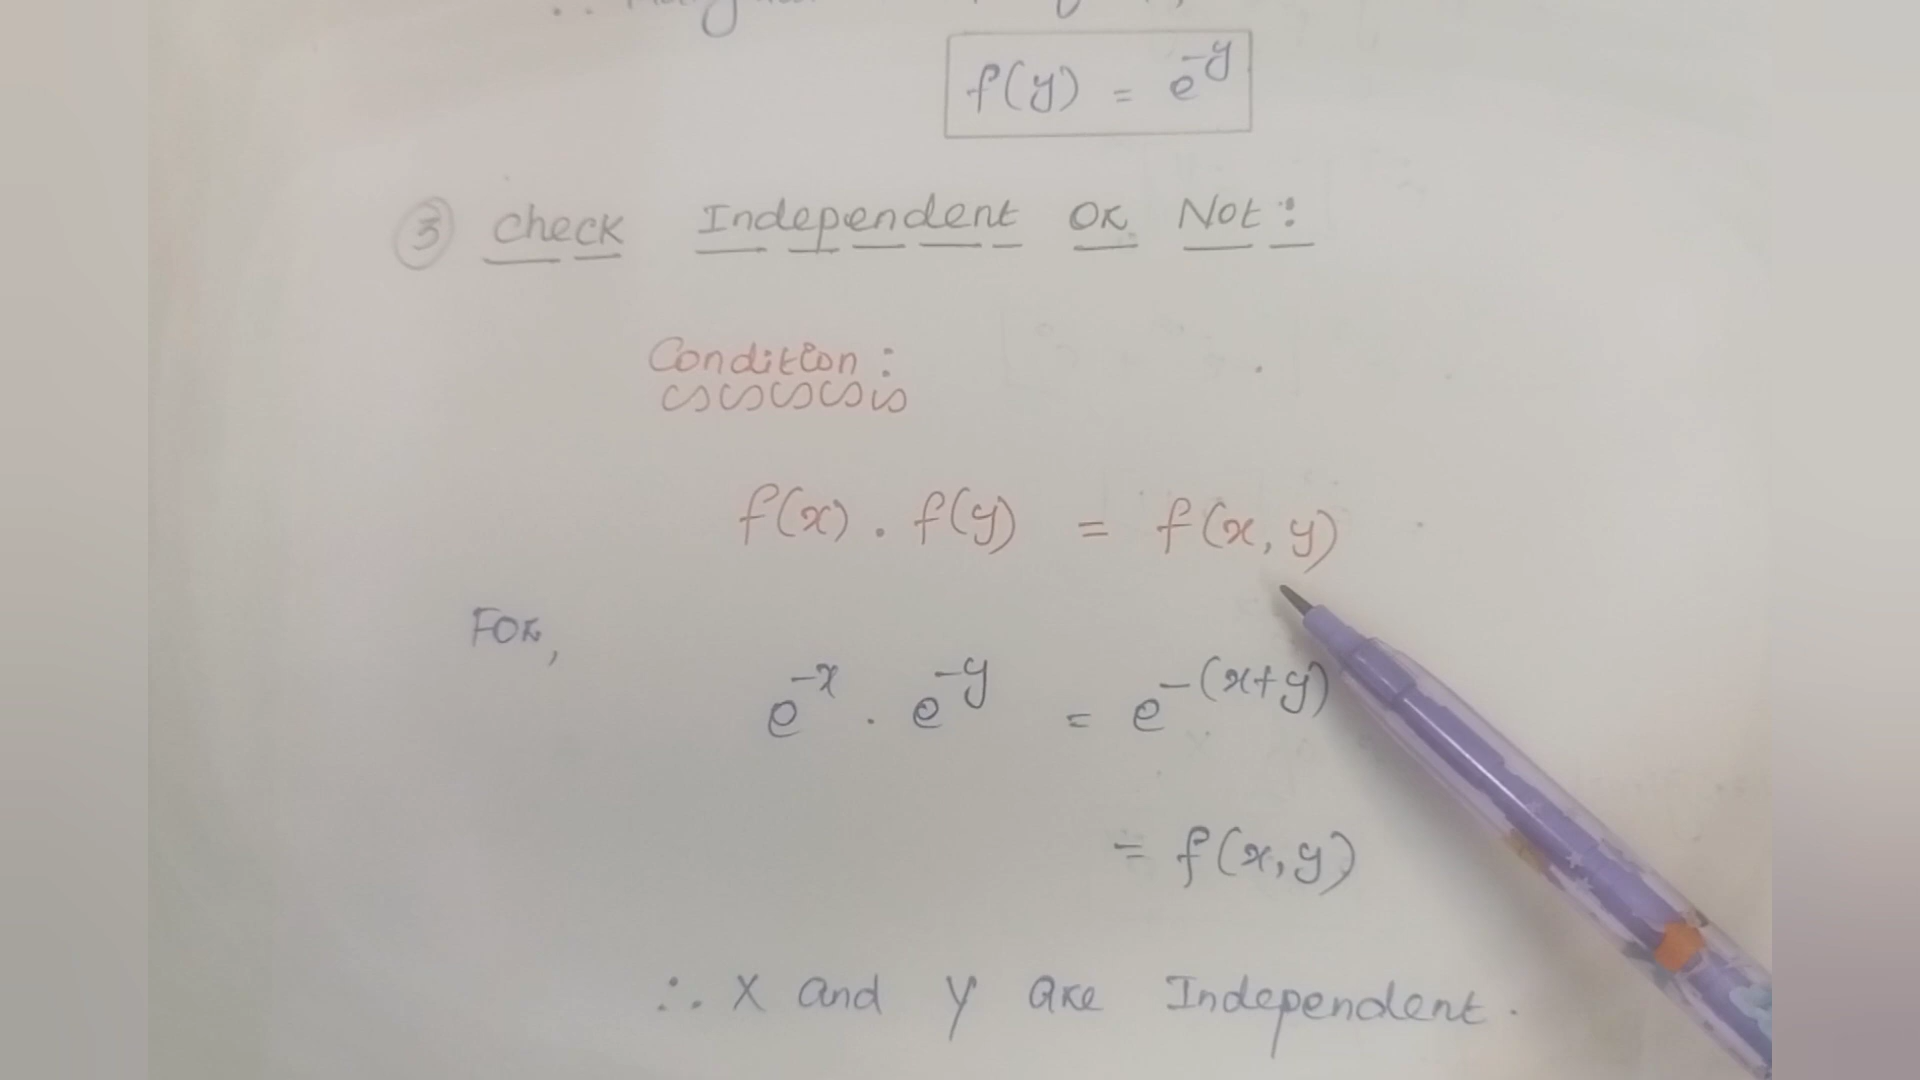 f(y) = e^{-y}
③ Check Independent OR Not:
Condition:
f(x) . f(y) = f(x, y)
For,
e^{-x} . e^{-y} = e^{-(x+y)}
= f(x, y)
∴ X and Y are Independent.